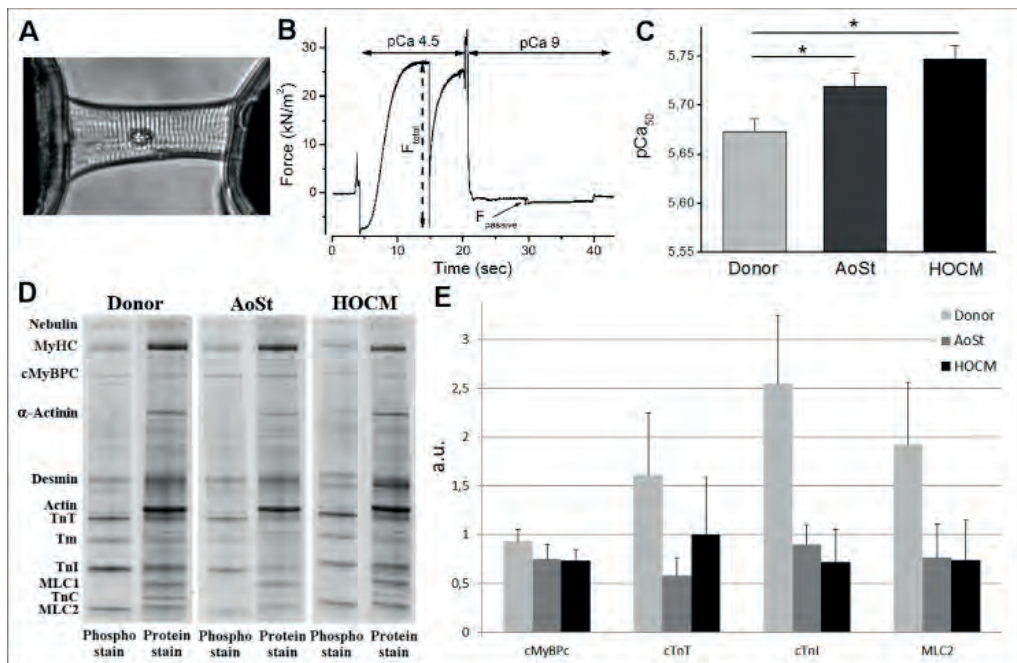 A
B
pCa 4.5
pCa 9
Force (kN/m²)
30
20
10
0
F total
F passive
0
10
20
30
40
Time (sec)
C
pCa50
5,75
5,70
5,65
5,60
5,55
*
*
Donor
AoSt
HOCM
D
Donor
AoSt
HOCM
Nebulin
MyHC
cMyBPC
α-Actinin
Desmin
Actin
TnT
Tm
TnI
MLC1
TnC
MLC2
Phospho stain
Protein stain
Phospho stain
Protein stain
Phospho stain
Protein stain
E
a.u.
3
2,5
2
1,5
1
0,5
0
Donor
AoSt
HOCM
cMyBPc
cTnT
cTnI
MLC2